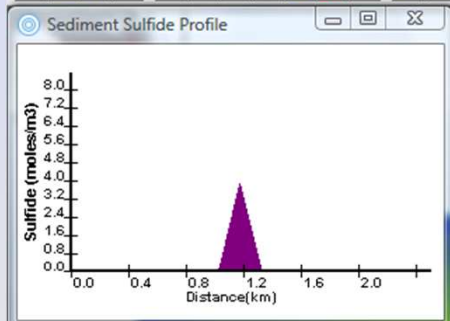 Sediment Sulfide Profile
Sulfide (moles/m3)
8.0
7.2
6.4
5.6
4.8
4.0
3.2
2.4
1.6
0.8
0.0
0.0 0.4 0.8 1.2 1.6 2.0
Distance(km)